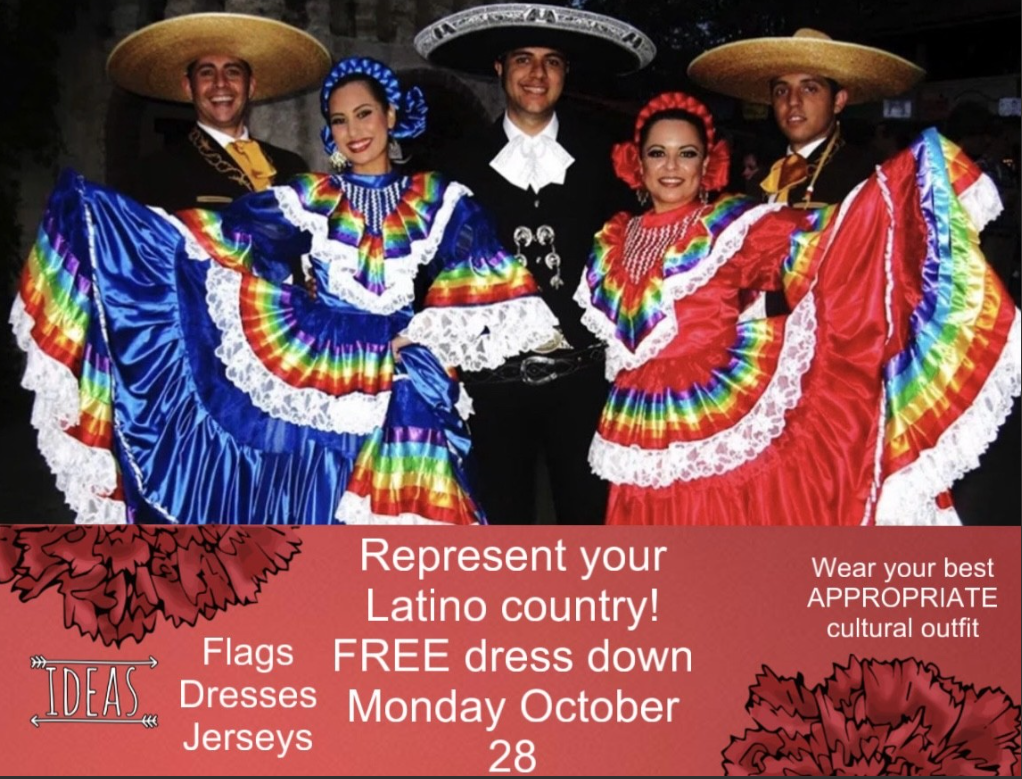 Represent your
Latino country!
FREE dress down
Monday October
28
IDEAS
Flags
Dresses
Jerseys
Wear your best
APPROPRIATE
cultural outfit